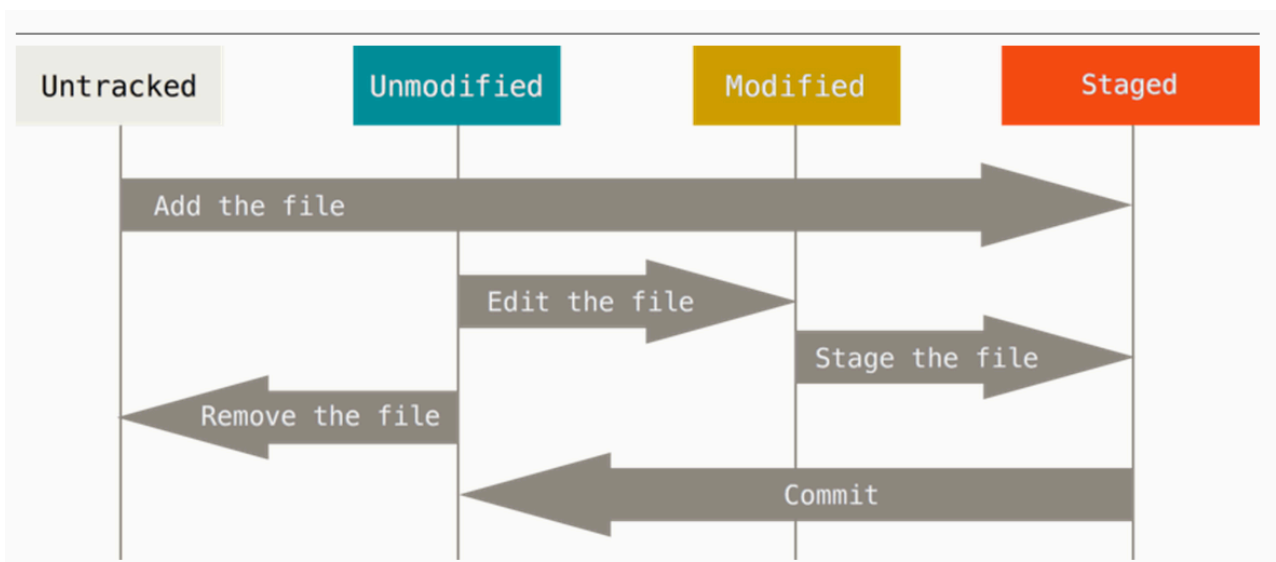 Untracked
Unmodified
Modified
Staged
Add the file
Edit the file
Stage the file
Remove the file
Commit